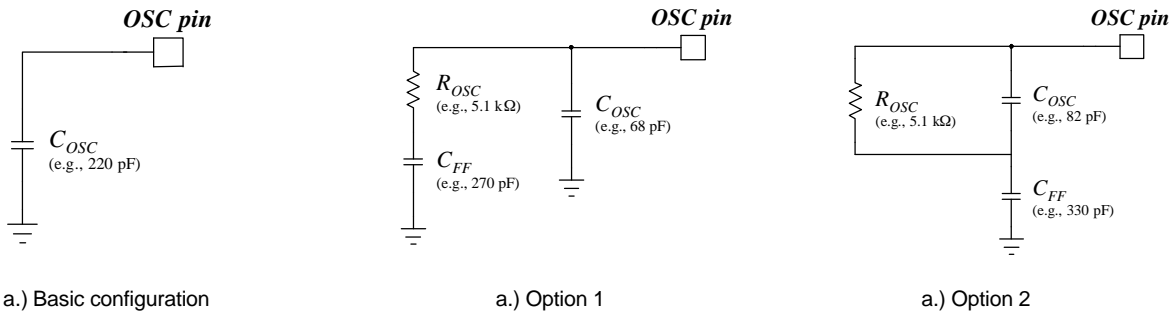 OSC pin
C_OSC
(e.g., 220 pF)
a.) Basic configuration
OSC pin
R_OSC
(e.g., 5.1 kΩ)
C_OSC
(e.g., 68 pF)
C_FF
(e.g., 270 pF)
a.) Option 1
OSC pin
R_OSC
(e.g., 5.1 kΩ)
C_OSC
(e.g., 82 pF)
C_FF
(e.g., 330 pF)
a.) Option 2